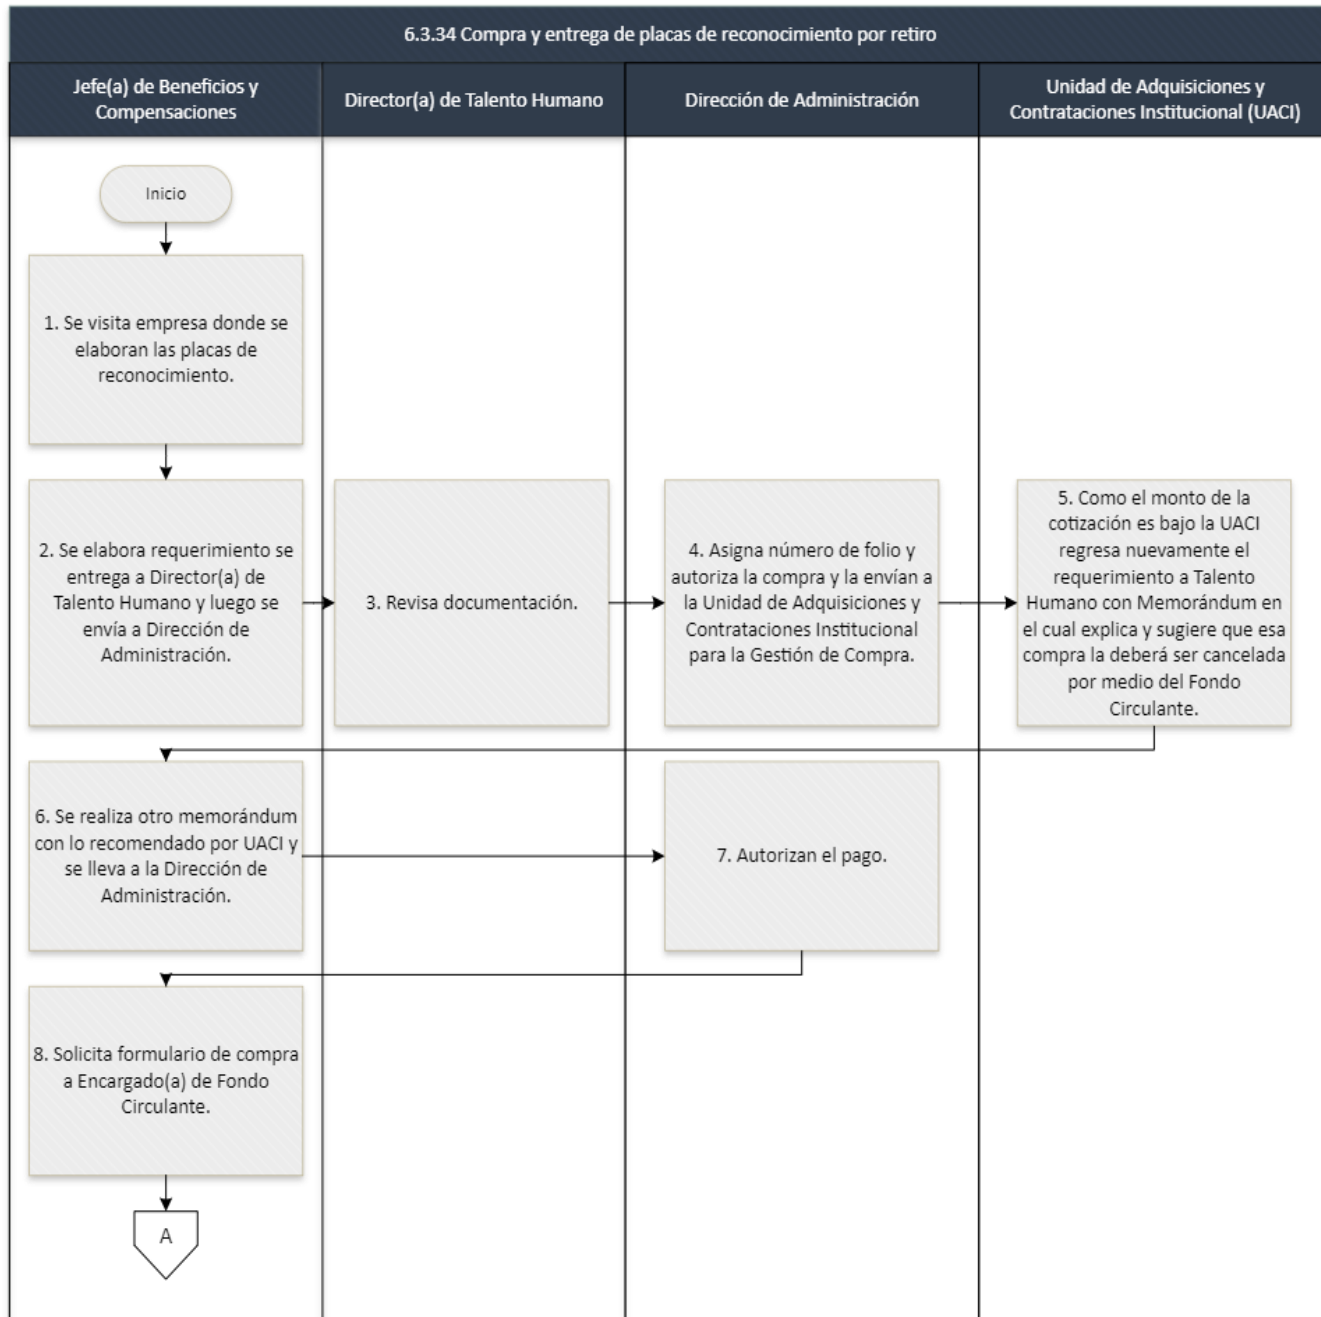 6.3.34 Compra y entrega de placas de reconocimiento por retiro
Jefe(a) de Beneficios y
Compensaciones
Director(a) de Talento Humano
Dirección de Administración
Unidad de Adquisiciones y
Contrataciones Institucional (UACI)
Inicio
1. Se visita empresa donde se
elaboran las placas de
reconocimiento.
2. Se elabora requerimiento se
entrega a Director(a) de
Talento Humano y luego se
envía a Dirección de
Administración.
3. Revisa documentación.
4. Asigna número de folio y
autoriza la compra y la envían a
la Unidad de Adquisiciones y
Contrataciones Institucional
para la Gestión de Compra.
5. Como el monto de la
cotización es bajo la UACI
regresa nuevamente el
requerimiento a Talento
Humano con Memorándum en
el cual explica y sugiere que esa
compra la deberá ser cancelada
por medio del Fondo
Circulante.
6. Se realiza otro memorándum
con lo recomendado por UACI y
se lleva a la Dirección de
Administración.
7. Autorizan el pago.
8. Solicita formulario de compra
a Encargado(a) de Fondo
Circulante.
A